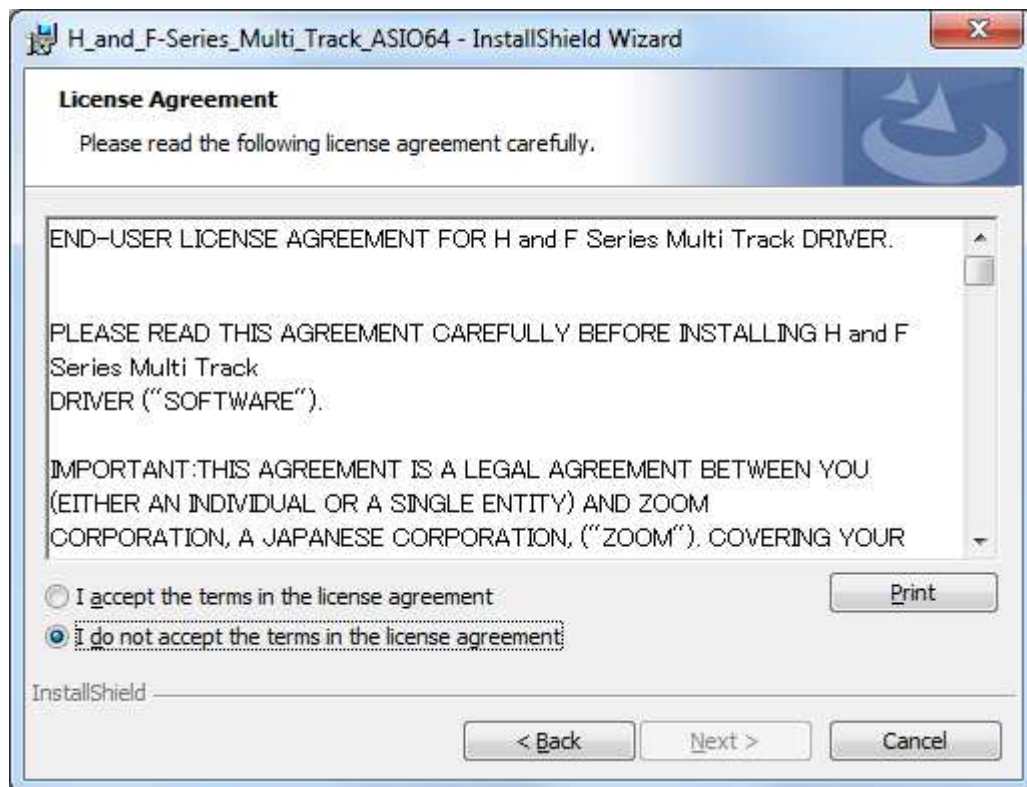 H_and_F-Series_Multi_Track_ASIO64 - InstallShield Wizard
License Agreement
Please read the following license agreement carefully.
END-USER LICENSE AGREEMENT FOR H and F Series Multi Track DRIVER.
PLEASE READ THIS AGREEMENT CAREFULLY BEFORE INSTALLING H and F
Series Multi Track
DRIVER ("SOFTWARE").
IMPORTANT:THIS AGREEMENT IS A LEGAL AGREEMENT BETWEEN YOU
(EITHER AN INDIVIDUAL OR A SINGLE ENTITY) AND ZOOM
CORPORATION, A JAPANESE CORPORATION, ("ZOOM"). COVERING YOUR
I accept the terms in the license agreement
Print
I do not accept the terms in the license agreement
InstallShield
< Back
Next >
Cancel